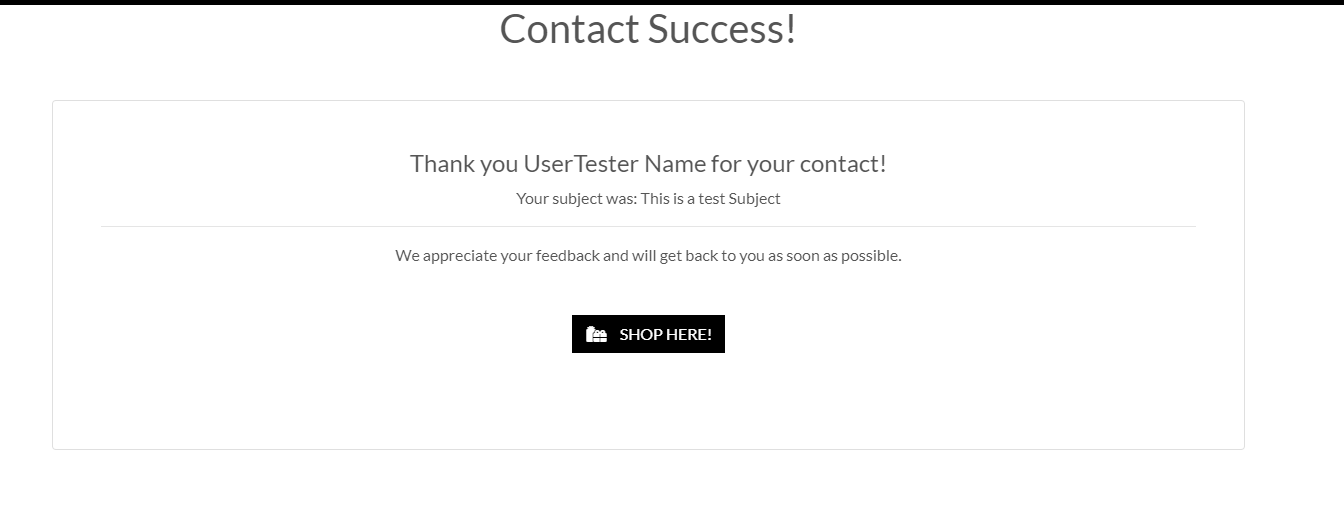 Contact Success!
Thank you UserTester Name for your contact!
Your subject was: This is a test Subject
We appreciate your feedback and will get back to you as soon as possible.
SHOP HERE!